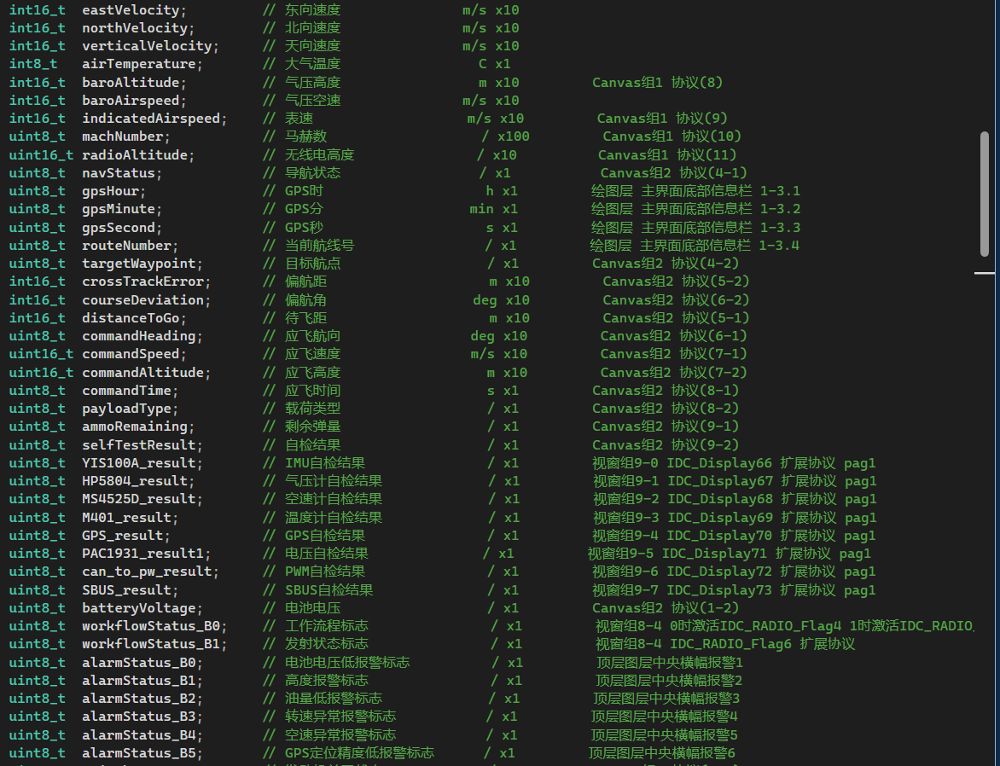 int16_t eastVelocity; // 东向速度 m/s x10
int16_t northVelocity; // 北向速度 m/s x10
int16_t verticalVelocity; // 天向速度 m/s x10
int8_t airTemperature; // 大气温度 C x1
int16_t baroAltitude; // 气压高度 m x10 Canvas组1 协议(8)
int16_t baroAirspeed; // 气压空速 m/s x10
int16_t indicatedAirspeed; // 表速 m/s x10 Canvas组1 协议(9)
uint8_t machNumber; // 马赫数 / x100 Canvas组1 协议(10)
uint16_t radioAltitude; // 无线电高度 / x10 Canvas组1 协议(11)
uint8_t navStatus; // 导航状态 / x1 Canvas组2 协议(4-1)
uint8_t gpsHour; // GPS时 h x1 绘图层 主界面底部信息栏 1-3.1
uint8_t gpsMinute; // GPS分 min x1 绘图层 主界面底部信息栏 1-3.2
uint8_t gpsSecond; // GPS秒 s x1 绘图层 主界面底部信息栏 1-3.3
uint8_t routeNumber; // 当前航线号 / x1 绘图层 主界面底部信息栏 1-3.4
uint8_t targetWaypoint; // 目标航点 / x1 Canvas组2 协议(4-2)
int16_t crossTrackError; // 偏航距 m x10 Canvas组2 协议(5-2)
int16_t courseDeviation; // 偏航角 deg x10 Canvas组2 协议(6-2)
int16_t distanceToGo; // 待飞距 m x10 Canvas组2 协议(5-1)
uint8_t commandHeading; // 应飞航向 deg x10 Canvas组2 协议(6-1)
uint16_t commandSpeed; // 应飞速度 m/s x10 Canvas组2 协议(7-1)
uint16_t commandAltitude; // 应飞高度 m x10 Canvas组2 协议(7-2)
uint8_t commandTime; // 应飞时间 s x1 Canvas组2 协议(8-1)
uint8_t payloadType; // 载荷类型 / x1 Canvas组2 协议(8-2)
uint8_t ammoRemaining; // 剩余弹量 / x1 Canvas组2 协议(9-1)
uint8_t selfTestResult; // 自检结果 / x1 Canvas组2 协议(9-2)
uint8_t YIS100A_result; // IMU自检结果 / x1 视窗组9-0 IDC_Display66 扩展协议 pag1
uint8_t HP5804_result; // 气压计自检结果 / x1 视窗组9-1 IDC_Display67 扩展协议 pag1
uint8_t MS4525D_result; // 空速计自检结果 / x1 视窗组9-2 IDC_Display68 扩展协议 pag1
uint8_t M401_result; // 温度计自检结果 / x1 视窗组9-3 IDC_Display69 扩展协议 pag1
uint8_t GPS_result; // GPS自检结果 / x1 视窗组9-4 IDC_Display70 扩展协议 pag1
uint8_t PAC1931_result1; // 电压自检结果 / x1 视窗组9-5 IDC_Display71 扩展协议 pag1
uint8_t can_to_pw_result; // PWM自检结果 / x1 视窗组9-6 IDC_Display72 扩展协议 pag1
uint8_t SBUS_result; // SBUS自检结果 / x1 视窗组9-7 IDC_Display73 扩展协议 pag1
uint8_t batteryVoltage; // 电池电压 / x1 Canvas组2 协议(1-2)
uint8_t workflowStatus_B0; // 工作流程标志 / x1 视窗组8-4 0时激活IDC_RADIO_Flag4 1时激活IDC_RADIO_
uint8_t workflowStatus_B1; // 发射状态标志 / x1 视窗组8-4 IDC_RADIO_Flag6 扩展协议
uint8_t alarmStatus_B0; // 电池电压低报警标志 / x1 顶层图层中央横幅报警1
uint8_t alarmStatus_B1; // 高度报警标志 / x1 顶层图层中央横幅报警2
uint8_t alarmStatus_B2; // 油量低报警标志 / x1 顶层图层中央横幅报警3
uint8_t alarmStatus_B3; // 转速异常报警标志 / x1 顶层图层中央横幅报警4
uint8_t alarmStatus_B4; // 空速异常报警标志 / x1 顶层图层中央横幅报警5
uint8_t alarmStatus_B5; // GPS定位精度低报警标志 / x1 顶层图层中央横幅报警6